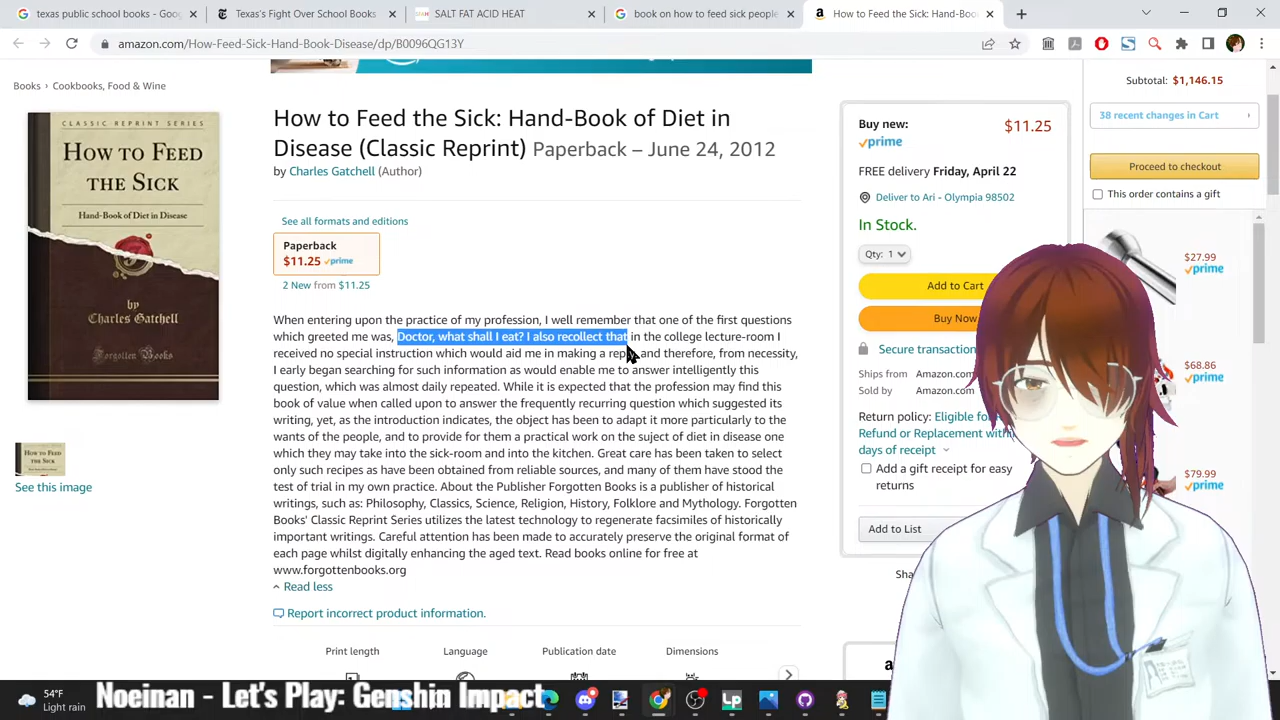 texas public school books - Goo
Texas's Fight Over School Books
SALT FAT ACID HEAT
book on how to feed sick people
How to Feed the Sick: Hand-Boo
amazon.com/How-Feed-Sick-Hand-Book-Disease/dp/B0096QG13Y
Books › Cookbooks, Food & Wine
CLASSIC REPRINT SERIES
HOW TO FEED
THE SICK
Hand-Book of Diet in Disease
by
Charles Gatchell
Forgotten Books
See this image
How to Feed the Sick: Hand-Book of Diet in
Disease (Classic Reprint) Paperback – June 24, 2012
by Charles Gatchell (Author)
See all formats and editions
Paperback
$11.25 prime
2 New from $11.25
When entering upon the practice of my profession, I well remember that one of the first questions
which greeted me was, Doctor, what shall I eat? I also recollect that in the college lecture-room I
received no special instruction which would aid me in making a reply and therefore, from necessity,
I early began searching for such information as would enable me to answer intelligently this
question, which was almost daily repeated. While it is expected that the profession may find this
book of value when called upon to answer the frequently recurring question which suggested its
writing, yet, as the introduction indicates, the object has been to adapt it more particularly to the
wants of the people, and to provide for them a practical work on the suject of diet in disease one
which they may take into the sick-room and into the kitchen. Great care has been taken to select
only such recipes as have been obtained from reliable sources, and many of them have stood the
test of trial in my own practice. About the Publisher Forgotten Books is a publisher of historical
writings, such as: Philosophy, Classics, Science, Religion, History, Folklore and Mythology. Forgotten
Books' Classic Reprint Series utilizes the latest technology to regenerate facsimiles of historically
important writings. Careful attention has been made to accurately preserve the original format of
each page whilst digitally enhancing the aged text. Read books online for free at
www.forgottenbooks.org
Read less
Report incorrect product information.
Print length
Language
Publication date
Dimensions
Buy new: $11.25
prime
FREE delivery Friday, April 22
Deliver to Ari - Olympia 98502
In Stock.
Qty: 1
Add to Cart
Buy Now
Secure transaction
Ships from Amazon.com
Sold by Amazon.com
Return policy: Eligible for
Refund or Replacement within
days of receipt
Add a gift receipt for easy
returns
Add to List
Sha
Subtotal: $1,146.15
38 recent changes in Cart
Proceed to checkout
This order contains a gift
$27.99
prime
$68.86
prime
$79.99
prime
54°F
Light rain
Noeinan - Let's Play: Genshin Impact